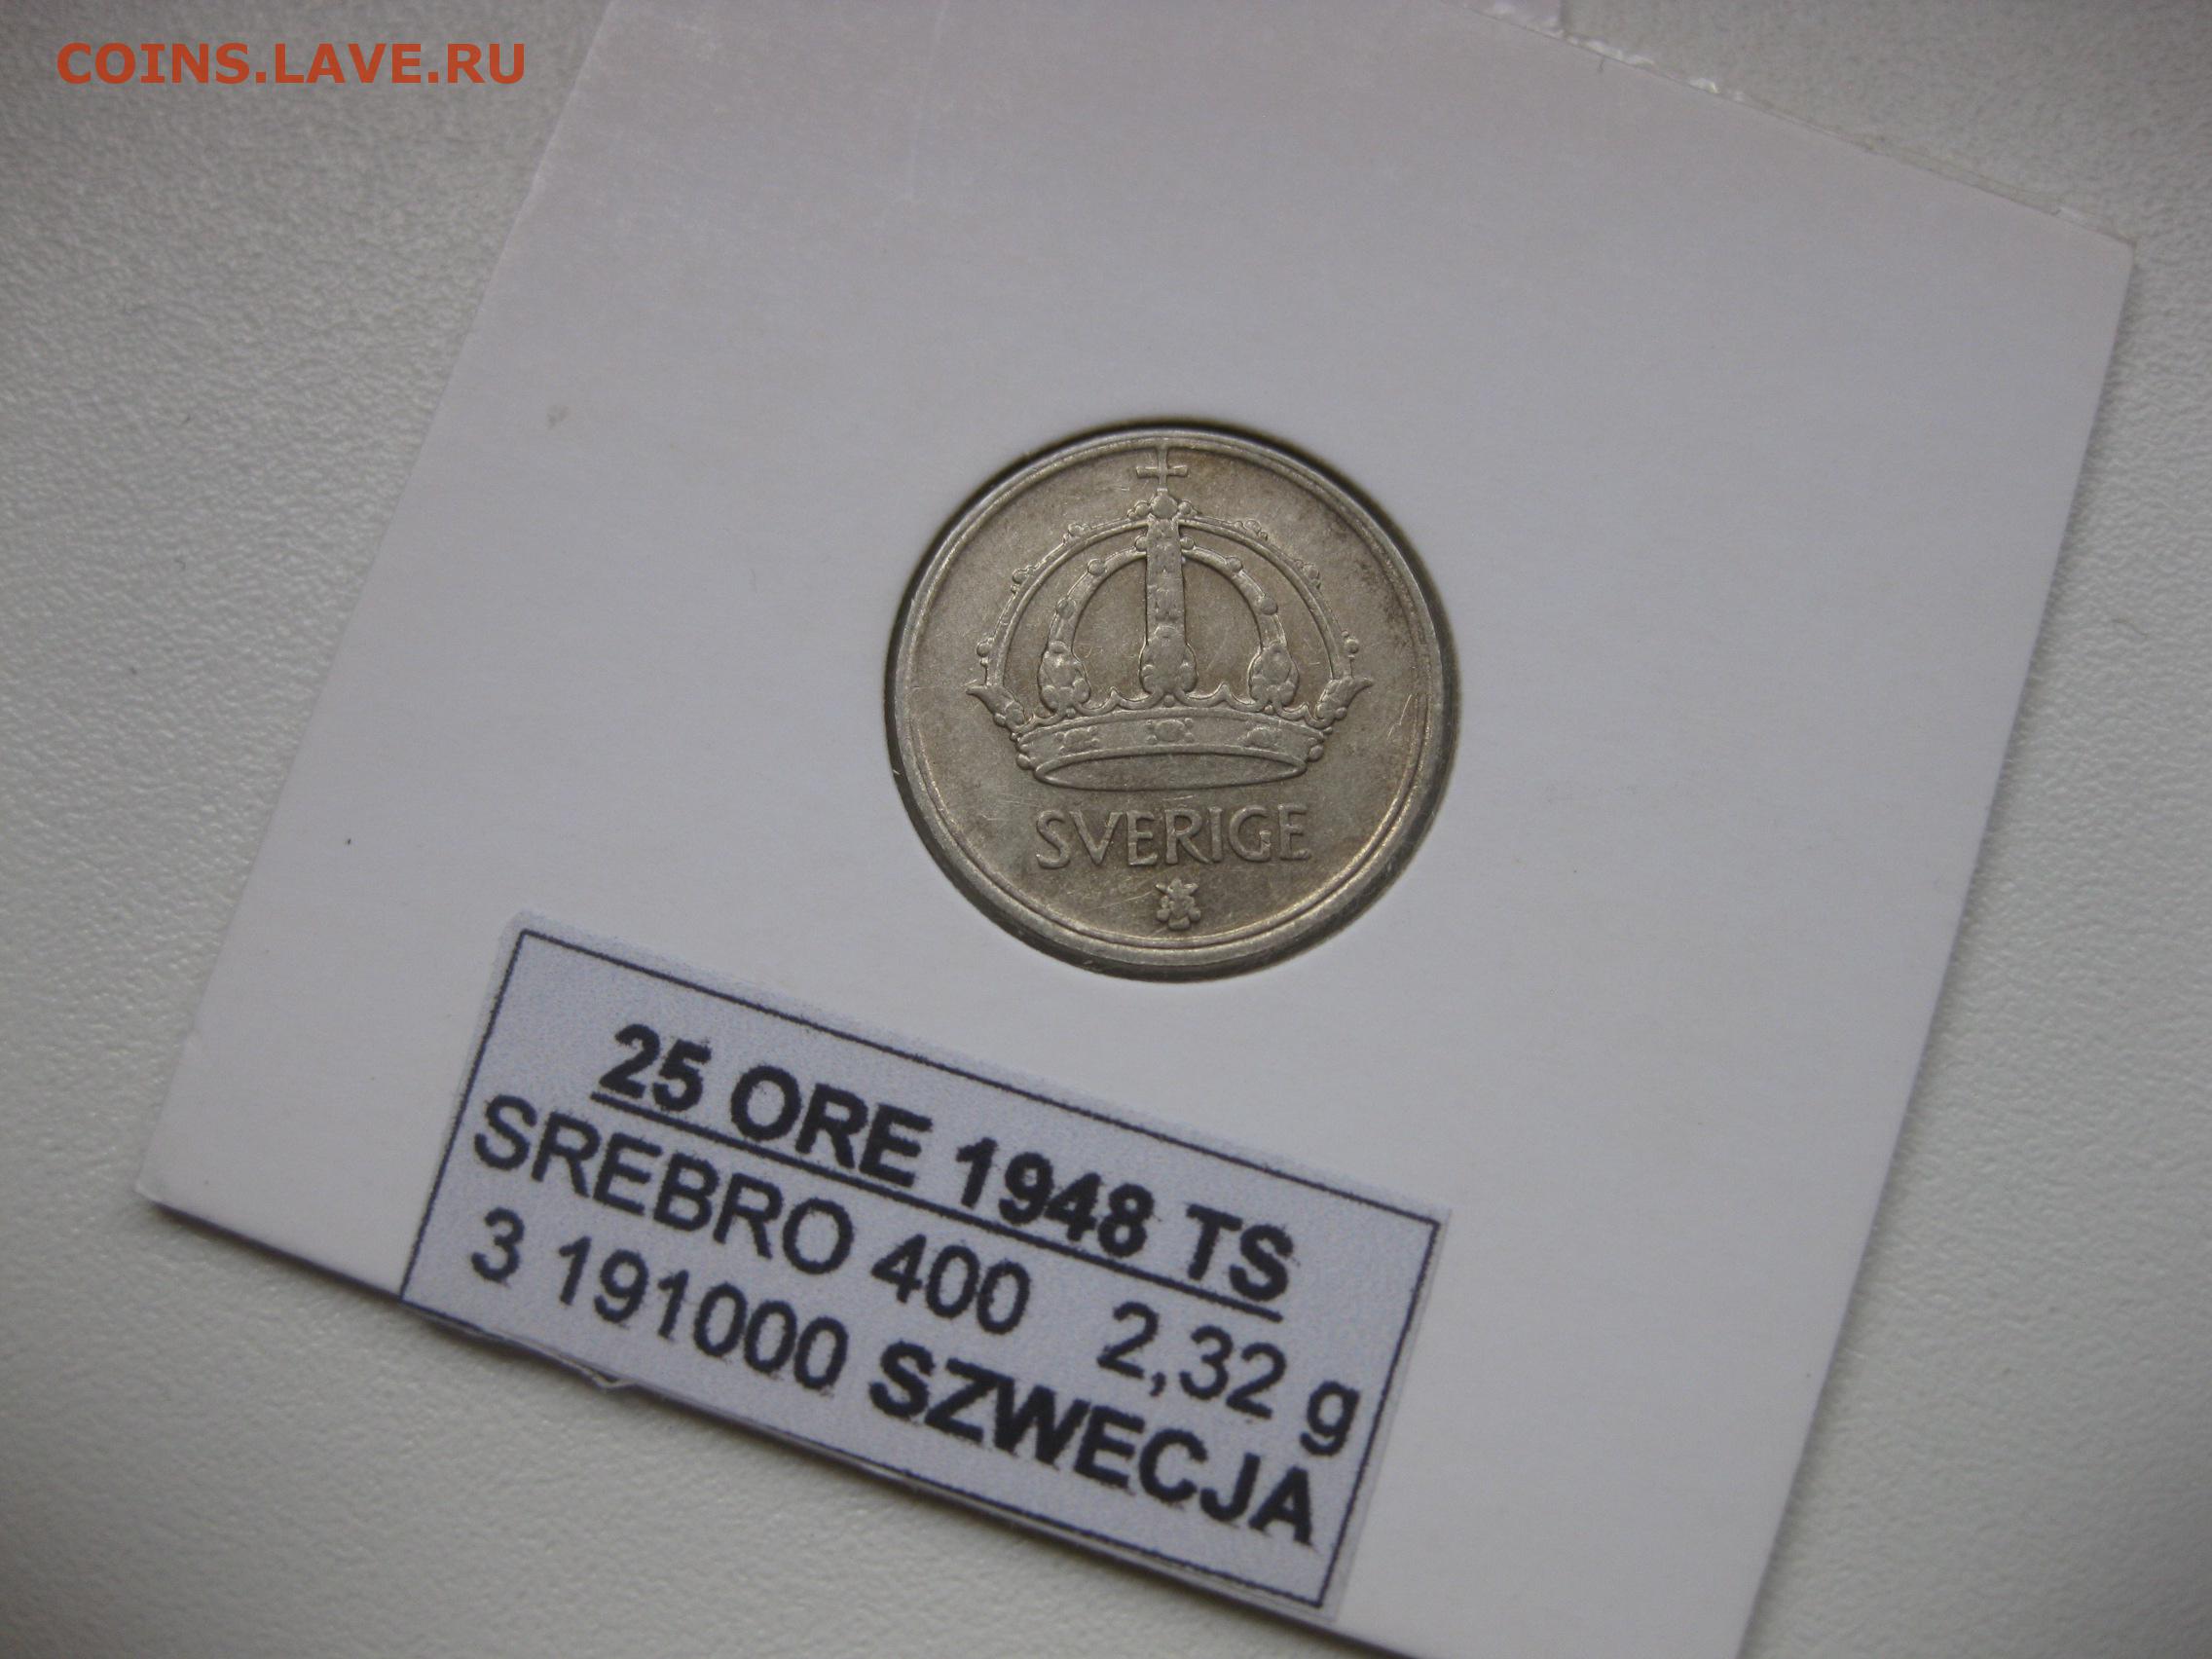 COINS.LAVE.RU
SVERIGE
25 ORE 1948 TS
SREBRO 400 2,32 g
3 191000 SZWECJA